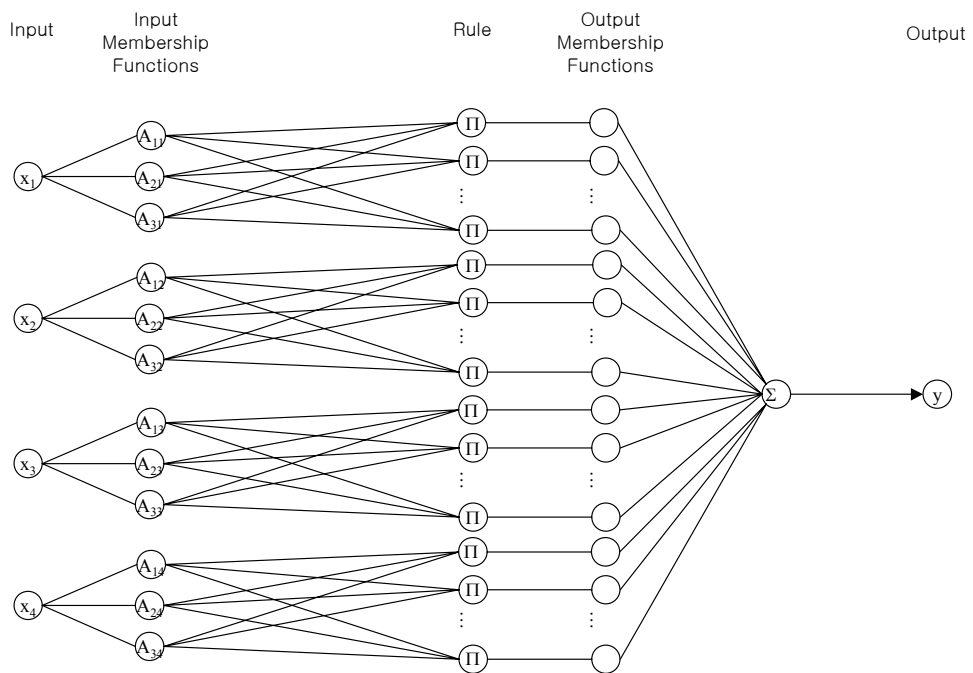 Input
Input
Membership
Functions
Rule
Output
Membership
Functions
Output
x1
A11
A21
A31
Π
Π
⋮
Π
⋮
x2
A12
A22
A32
Π
Π
⋮
Π
⋮
x3
A13
A23
A33
Π
Π
⋮
Π
⋮
x4
A14
A24
A34
Π
Π
⋮
Π
⋮
Σ
y